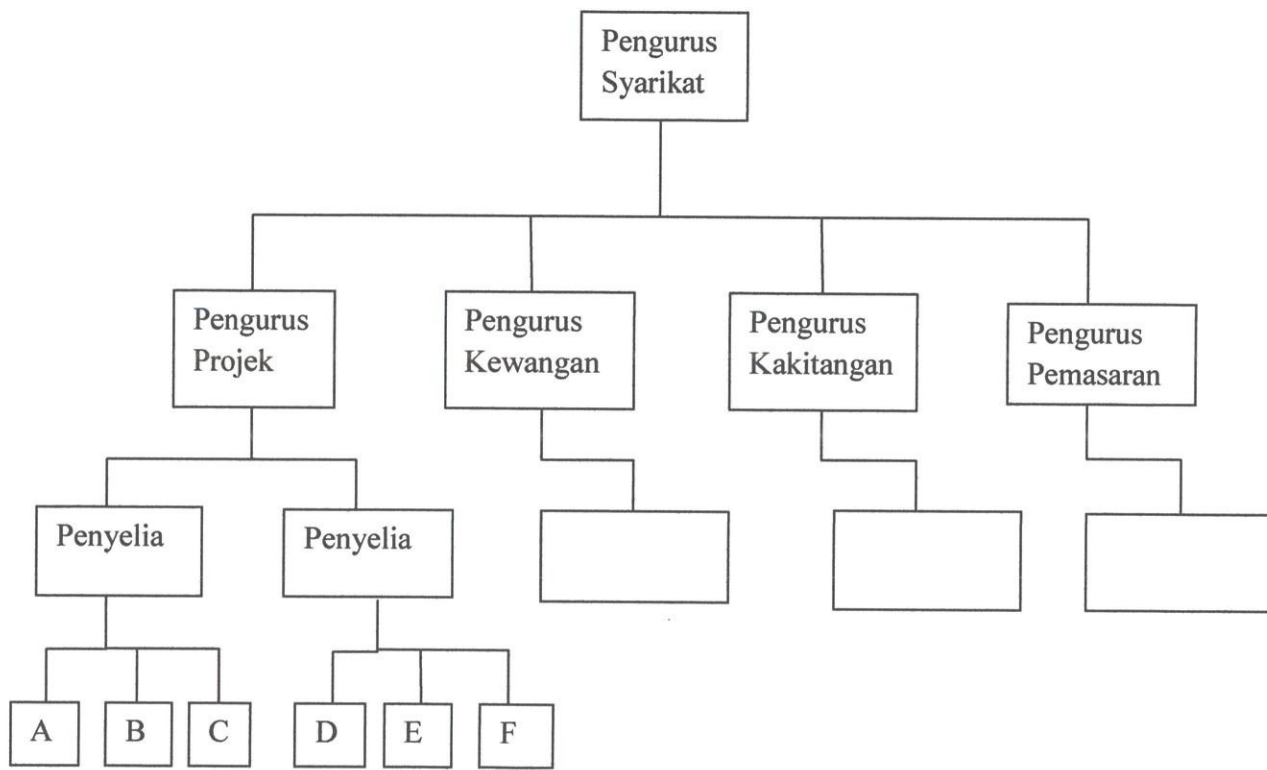 Pengurus
Syarikat
Pengurus
Projek
Pengurus
Kewangan
Pengurus
Kakitangan
Pengurus
Pemasaran
Penyelia
Penyelia
A
B
C
D
E
F